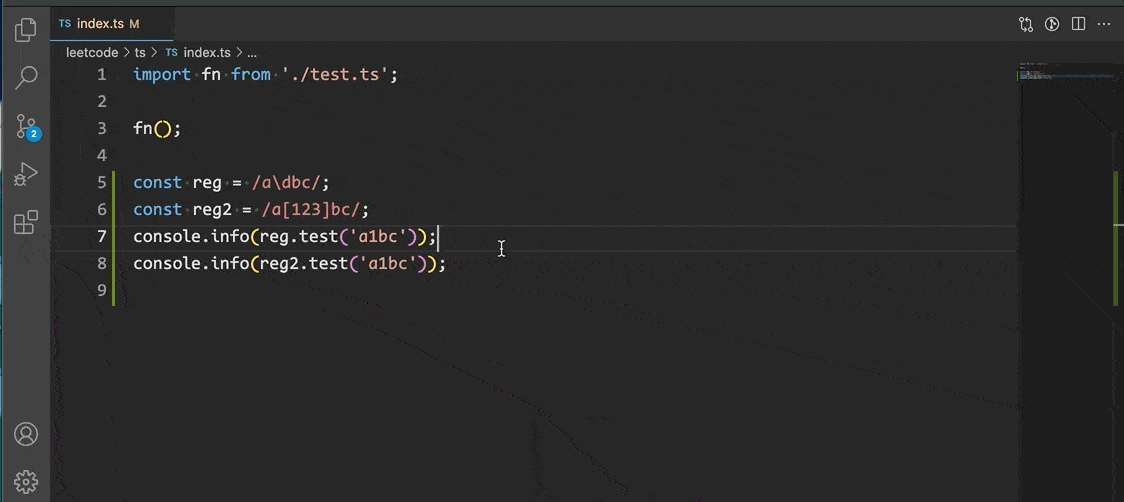 TS index.ts M
leetcode > ts > TS index.ts > ...
1 import fn from './test.ts';
2
3 fn();
4
5 const reg = /a\dbc/;
6 const reg2 = /a[123]bc/;
7 console.info(reg.test('a1bc'));
8 console.info(reg2.test('a1bc'));
9
2